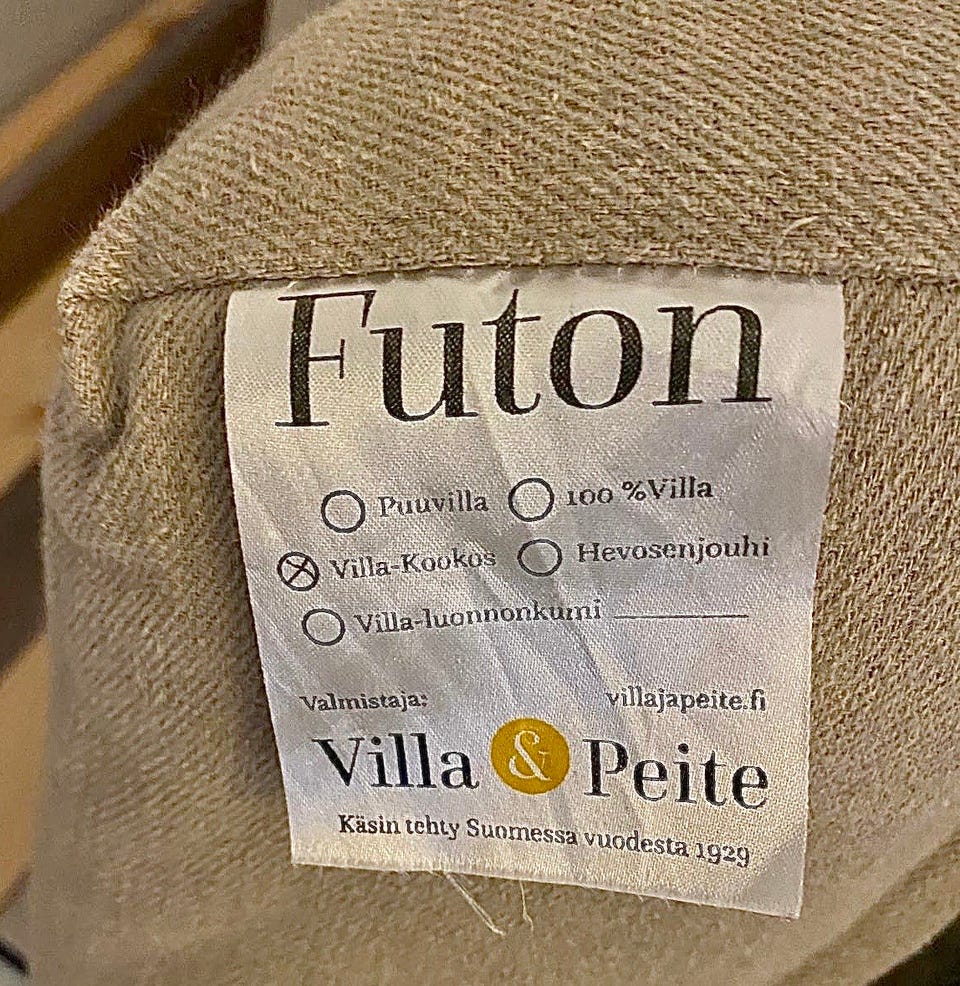 Futon
Puuvilla 100 % Villa
Villa-Kookos Hevosenjouhi
Villa-luonnonkumi
Valmistaja: villajapeite.fi
Villa & Peite
Käsin tehty Suomessa vuodesta 1929